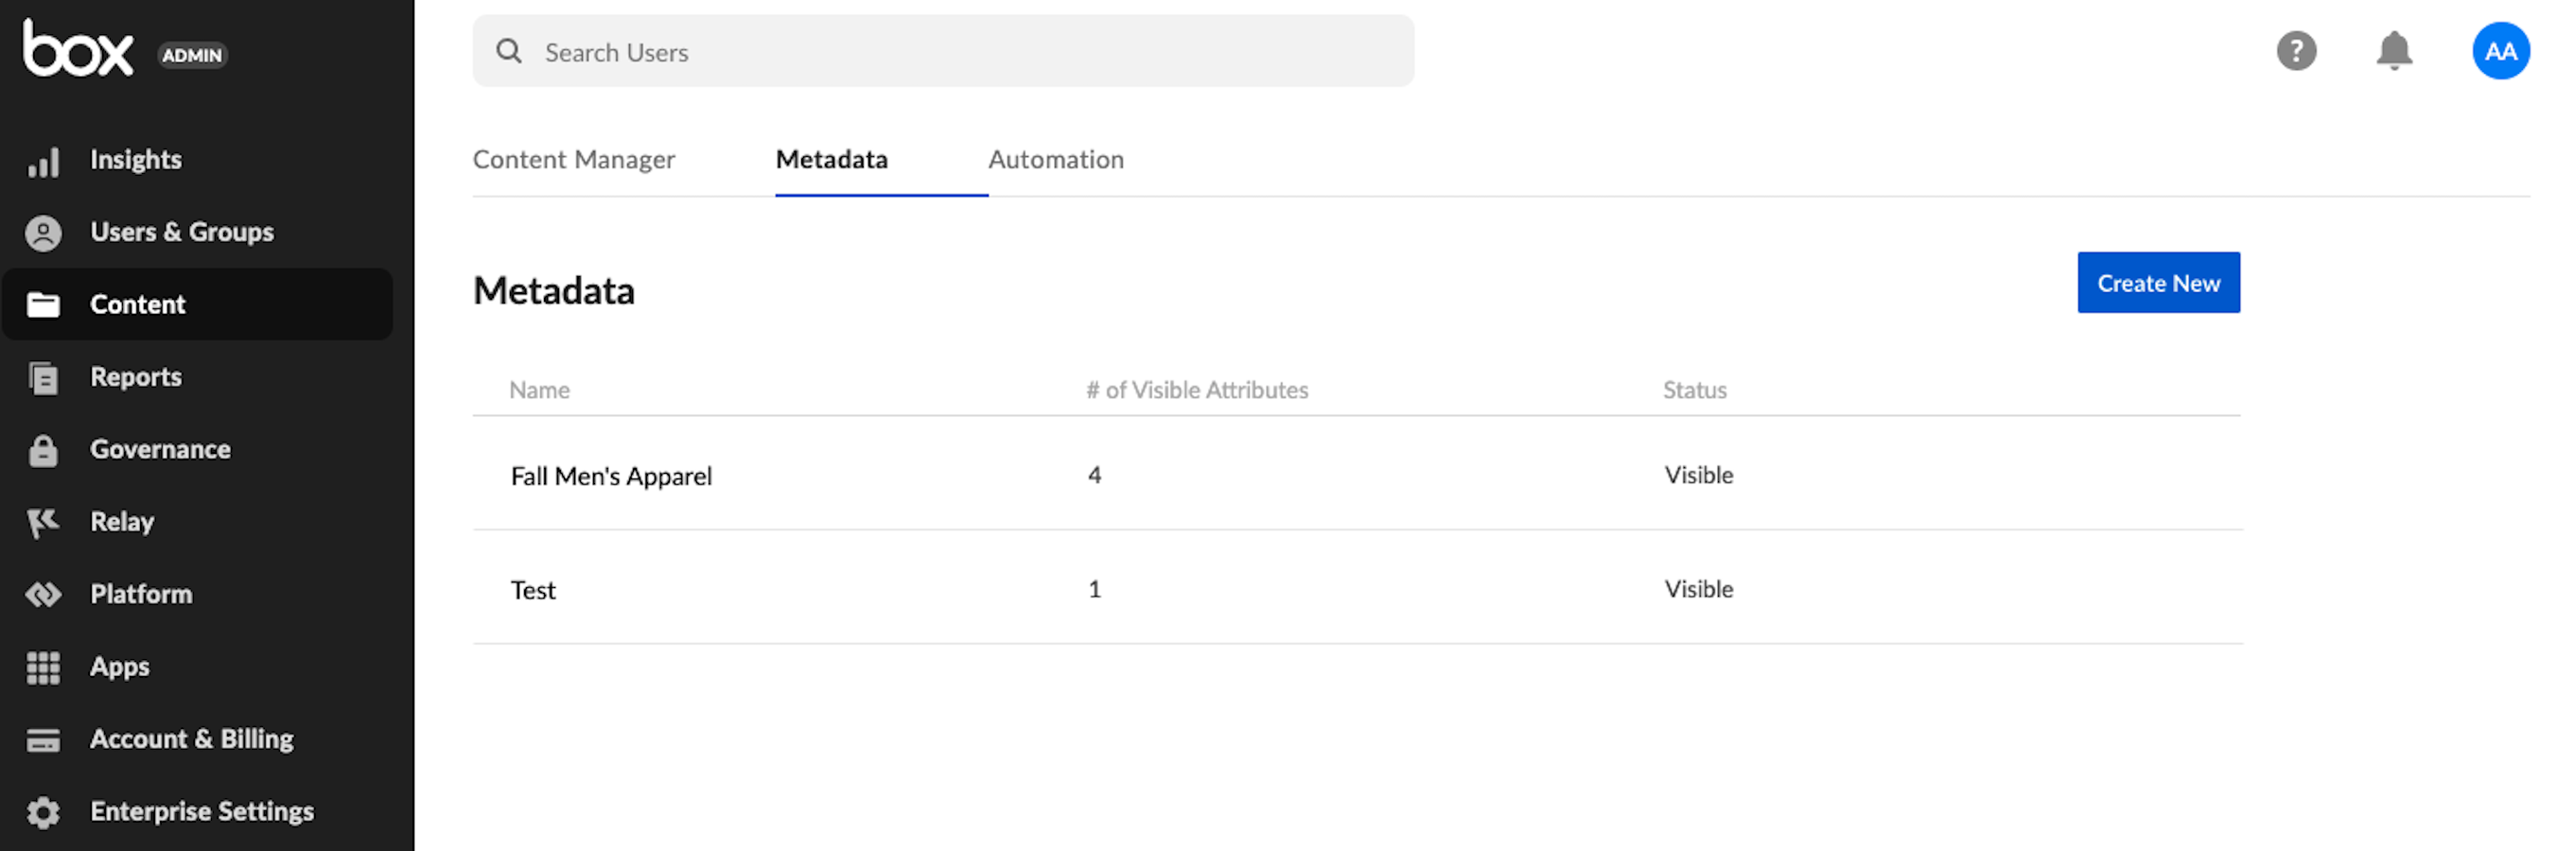 box ADMIN
Search Users
?
AA
Insights
Users & Groups
Content
Reports
Governance
Relay
Platform
Apps
Account & Billing
Enterprise Settings
Content Manager Metadata Automation
Metadata
Create New
Name # of Visible Attributes Status
Fall Men's Apparel 4 Visible
Test 1 Visible